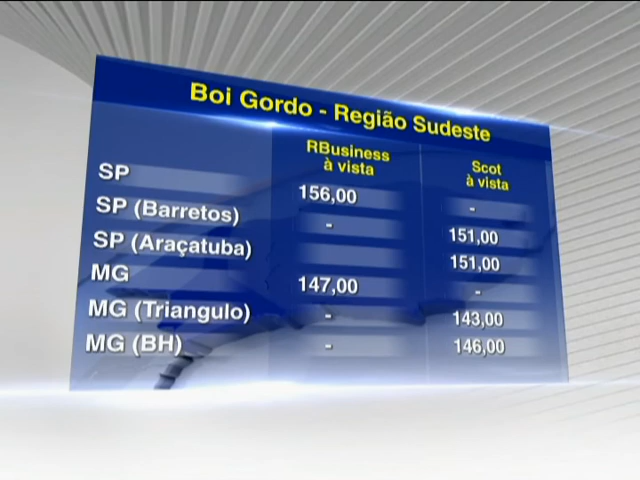 Boi Gordo - Região Sudeste
RBusiness à vista Scot à vista
SP 156,00 -
SP (Barretos) - 151,00
SP (Araçatuba) 151,00
MG 147,00 -
MG (Triangulo) - 143,00
MG (BH) - 146,00